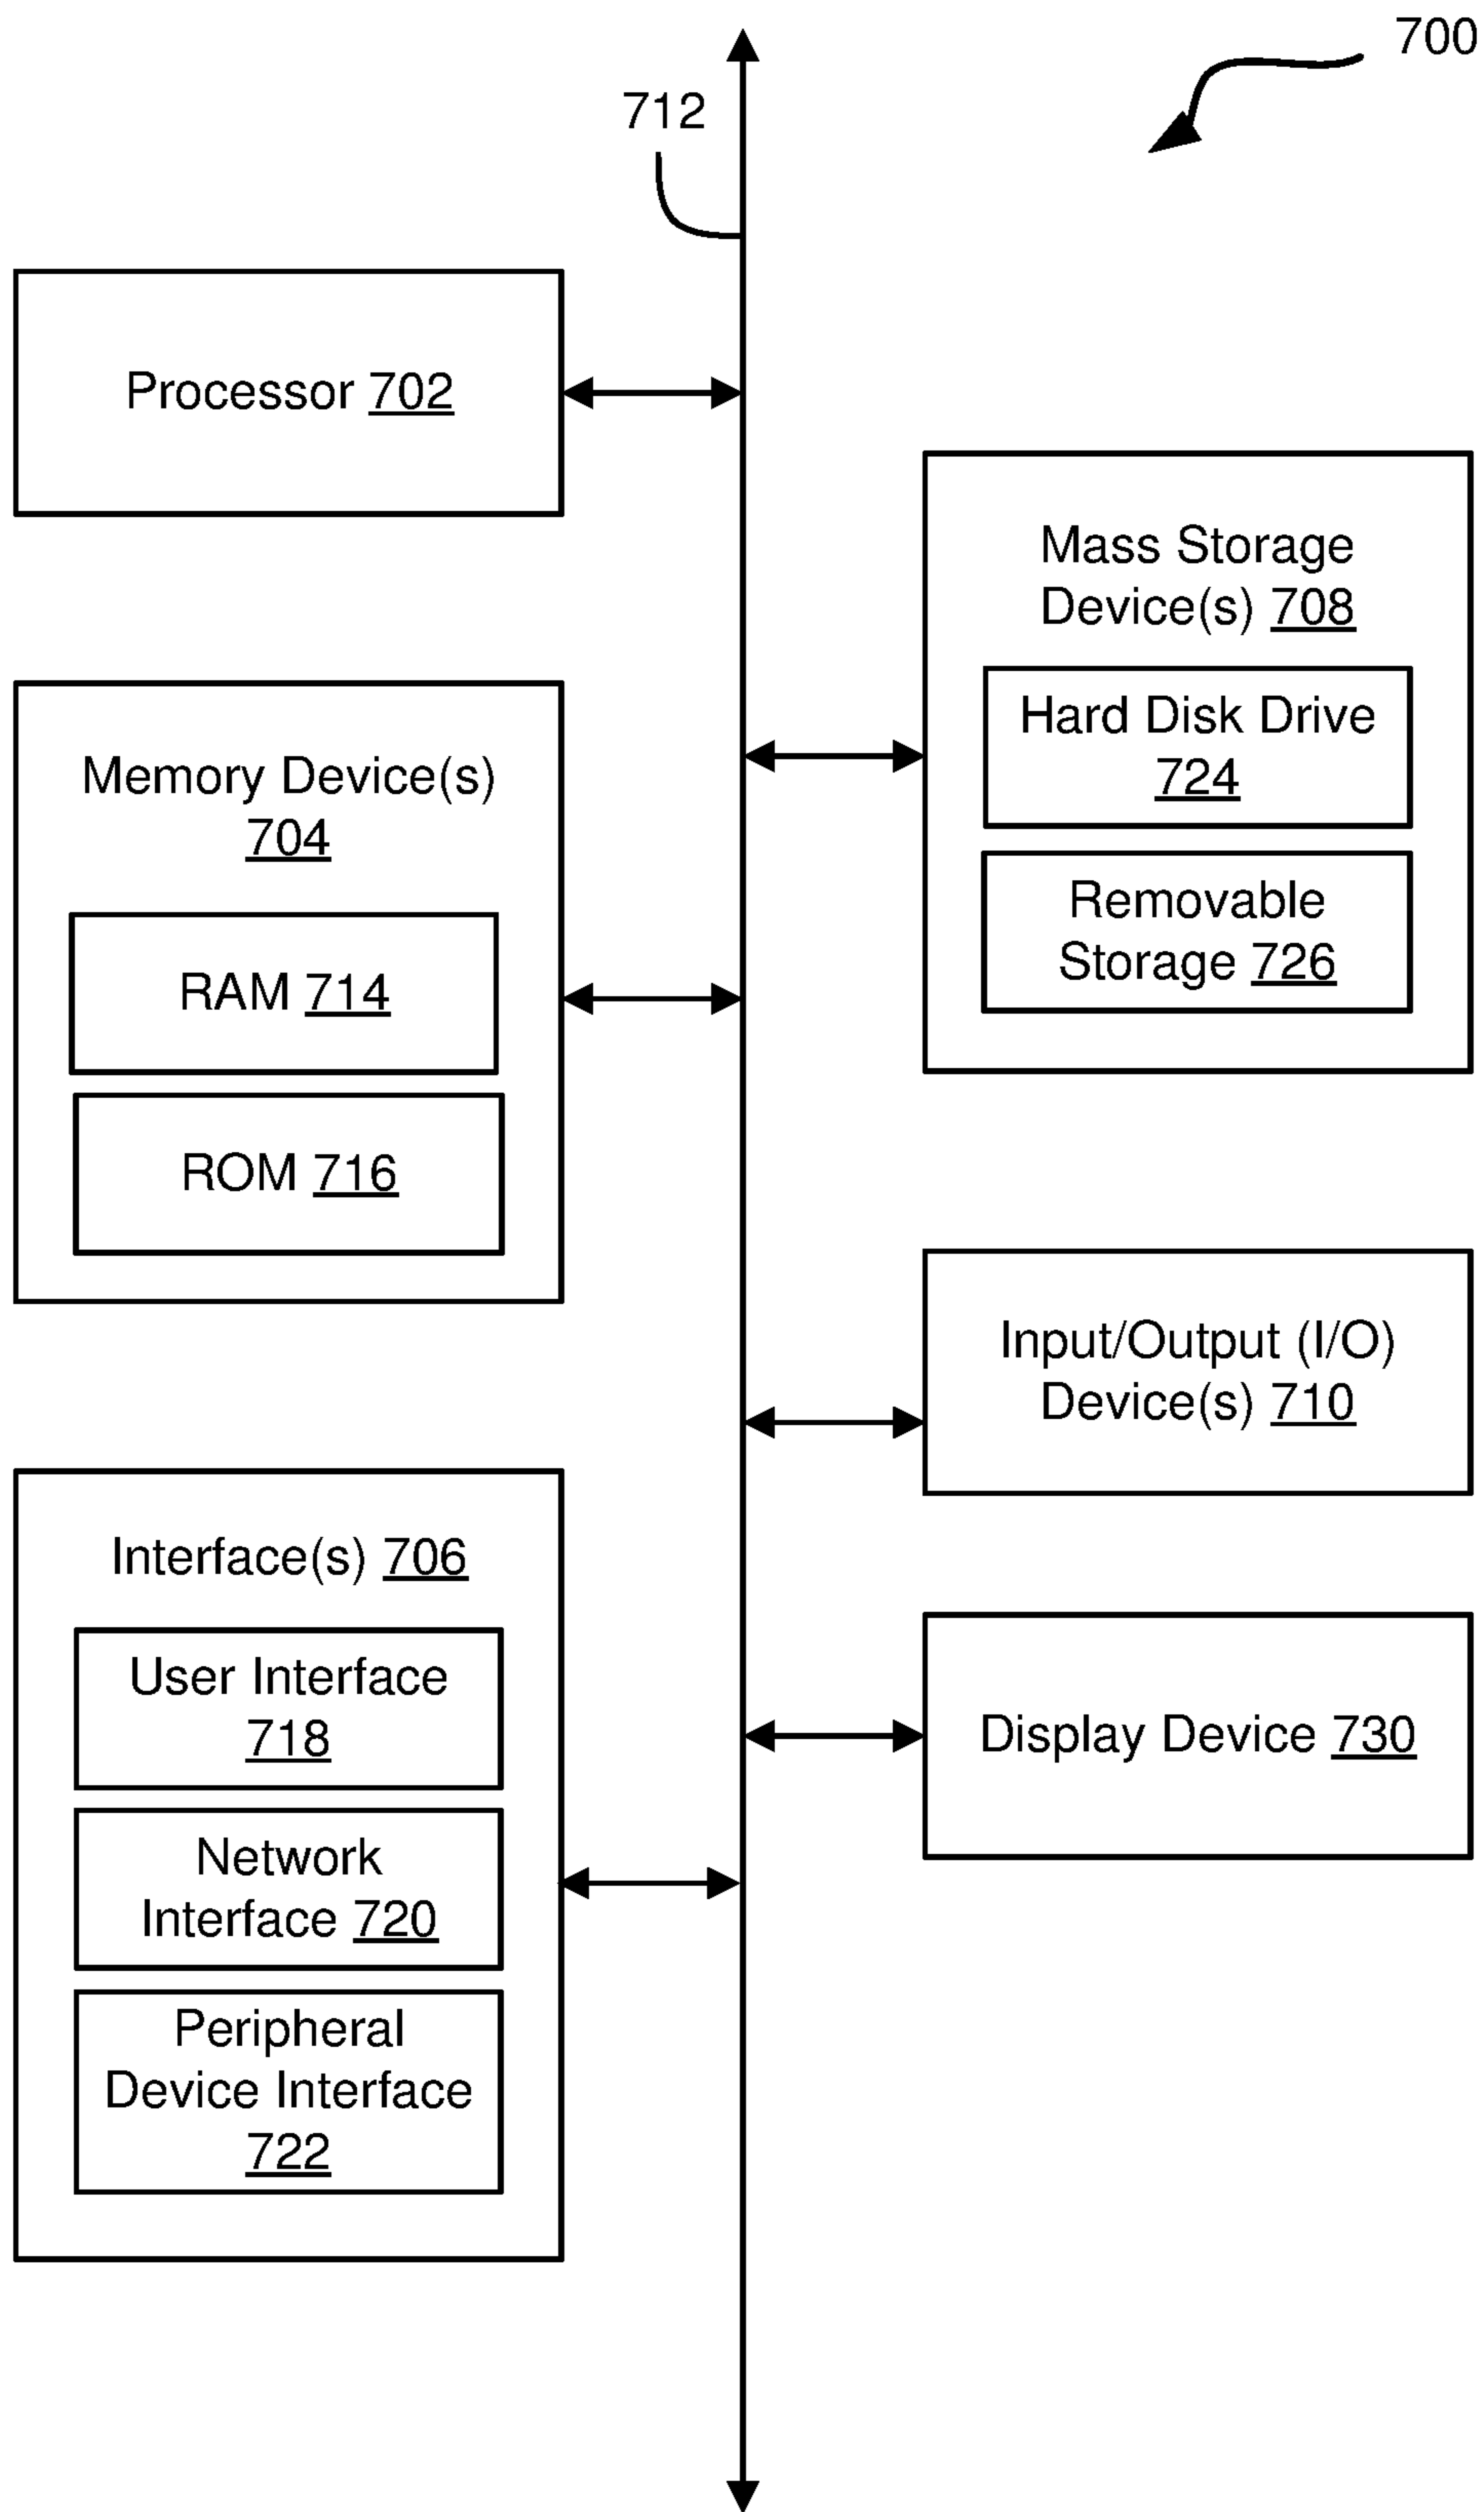 700
712
Processor 702
Mass Storage
Device(s) 708
Hard Disk Drive
724
Removable
Storage 726
Memory Device(s)
704
RAM 714
ROM 716
Input/Output (I/O)
Device(s) 710
Interface(s) 706
User Interface
718
Network
Interface 720
Peripheral
Device Interface
722
Display Device 730